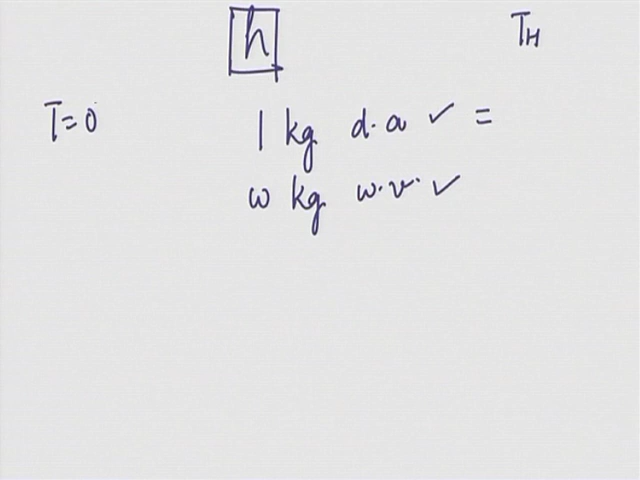 h T_H
T=0 1 kg d.a ✓ =
w kg w.v. ✓